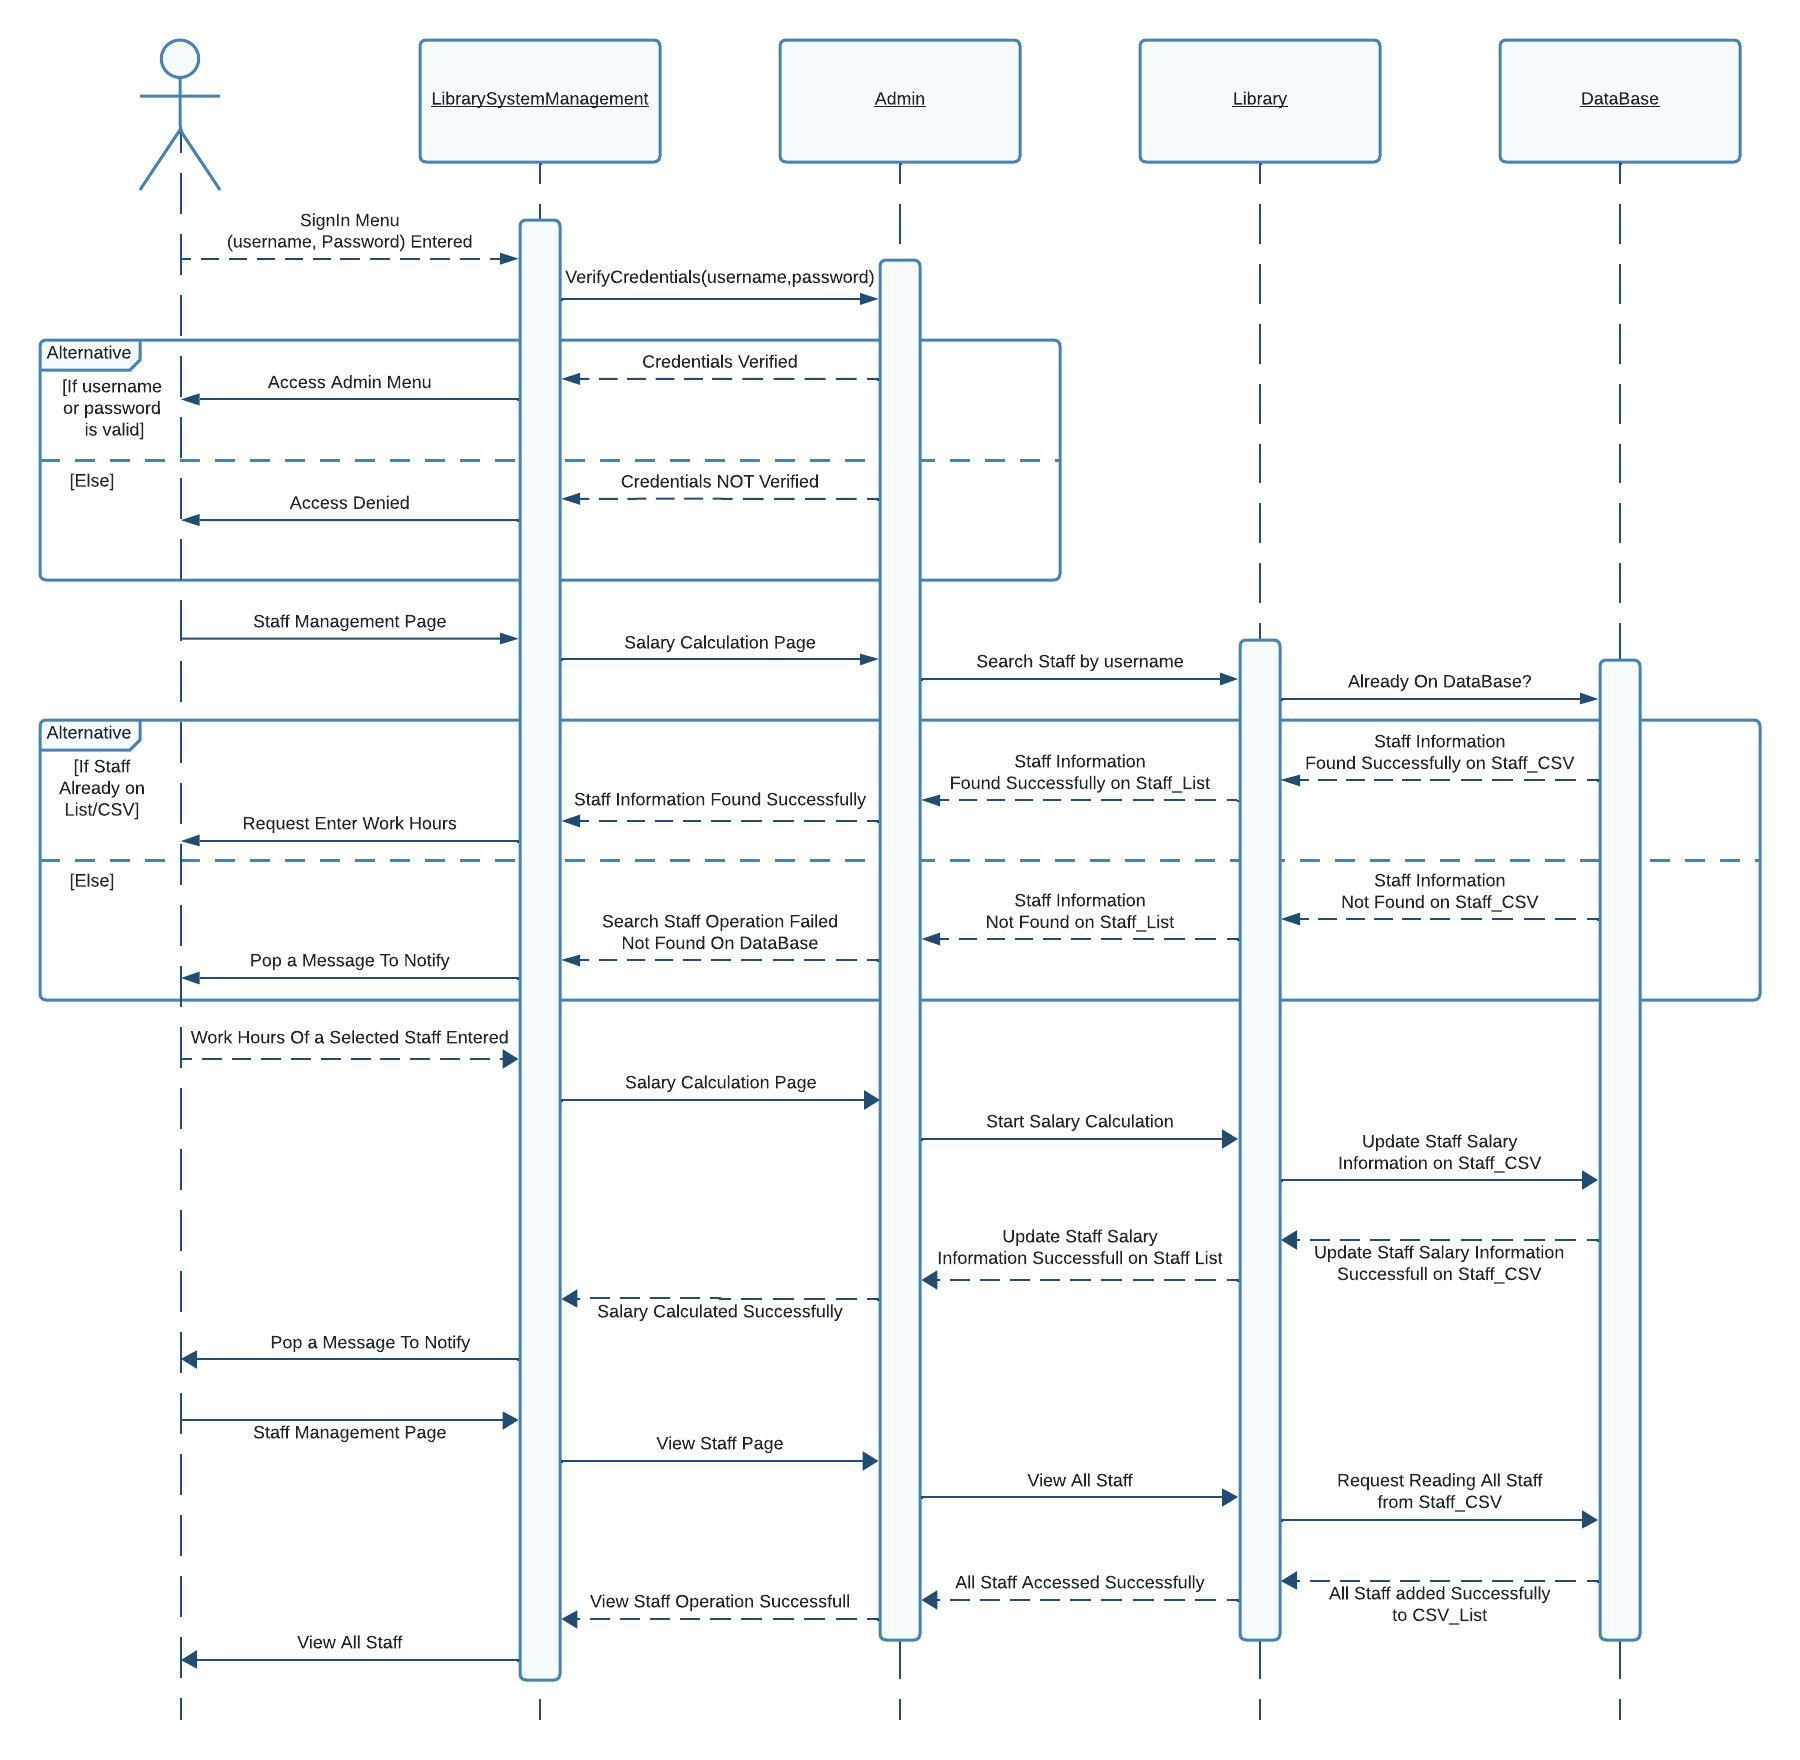 LibrarySystemManagement
Admin
Library
DataBase
SignIn Menu
(username, Password) Entered
VerifyCredentials(username,password)
Alternative
[If username
or password
is valid]
Credentials Verified
Access Admin Menu
[Else]
Credentials NOT Verified
Access Denied
Staff Management Page
Salary Calculation Page
Search Staff by username
Already On DataBase?
Alternative
[If Staff
Already on
List/CSV]
Staff Information
Found Successfully on Staff_CSV
Staff Information
Found Successfully on Staff_List
Staff Information Found Successfully
Request Enter Work Hours
[Else]
Staff Information
Not Found on Staff_CSV
Staff Information
Not Found on Staff_List
Search Staff Operation Failed
Not Found On DataBase
Pop a Message To Notify
Work Hours Of a Selected Staff Entered
Salary Calculation Page
Start Salary Calculation
Update Staff Salary
Information on Staff_CSV
Update Staff Salary Information
Successfull on Staff_CSV
Update Staff Salary
Information Successfull on Staff List
Salary Calculated Successfully
Pop a Message To Notify
Staff Management Page
View Staff Page
View All Staff
Request Reading All Staff
from Staff_CSV
All Staff added Successfully
to CSV_List
All Staff Accessed Successfully
View Staff Operation Successfull
View All Staff